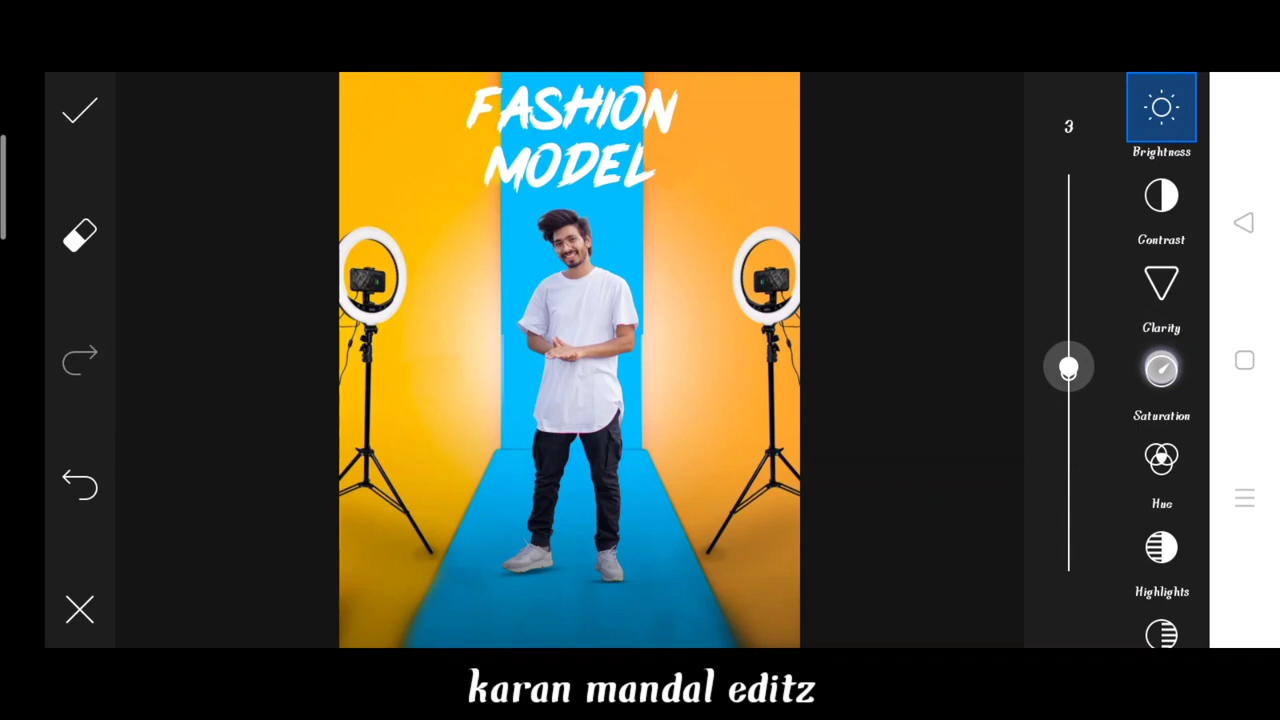 FASHION
MODEL
3
Brightness
Contrast
Clarity
Saturation
Hue
Highlights
karan mandal editz